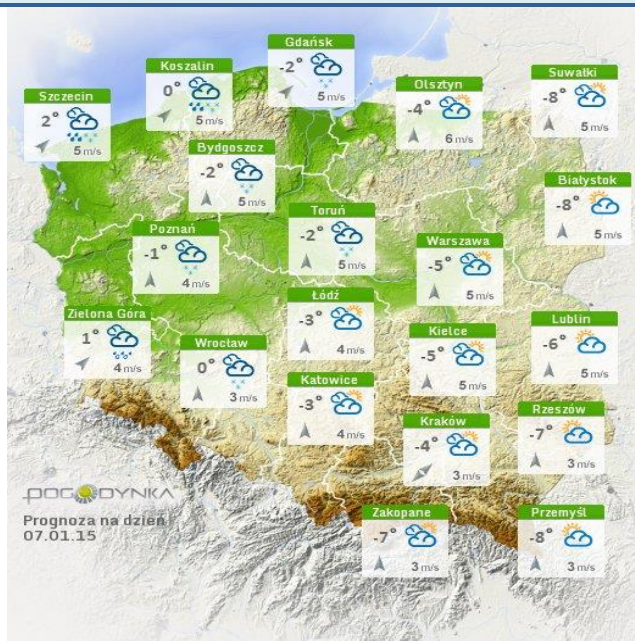 Gdańsk
-2°
5 m/s
Koszalin
0°
5 m/s
Suwałki
-8°
5 m/s
Olsztyn
-4°
6 m/s
Szczecin
2°
5 m/s
Bydgoszcz
-2°
5 m/s
Białystok
-8°
5 m/s
Toruń
-2°
5 m/s
Poznań
-1°
4 m/s
Warszawa
-5°
5 m/s
Łódź
-3°
4 m/s
Zielona Góra
1°
4 m/s
Lublin
-6°
5 m/s
Kielce
-5°
5 m/s
Wrocław
0°
3 m/s
Katowice
-3°
4 m/s
Rzeszów
-7°
3 m/s
Kraków
-4°
3 m/s
POGODYNKA
Prognoza na dzień
07.01.15
Zakopane
-7°
3 m/s
Przemyśl
-8°
3 m/s